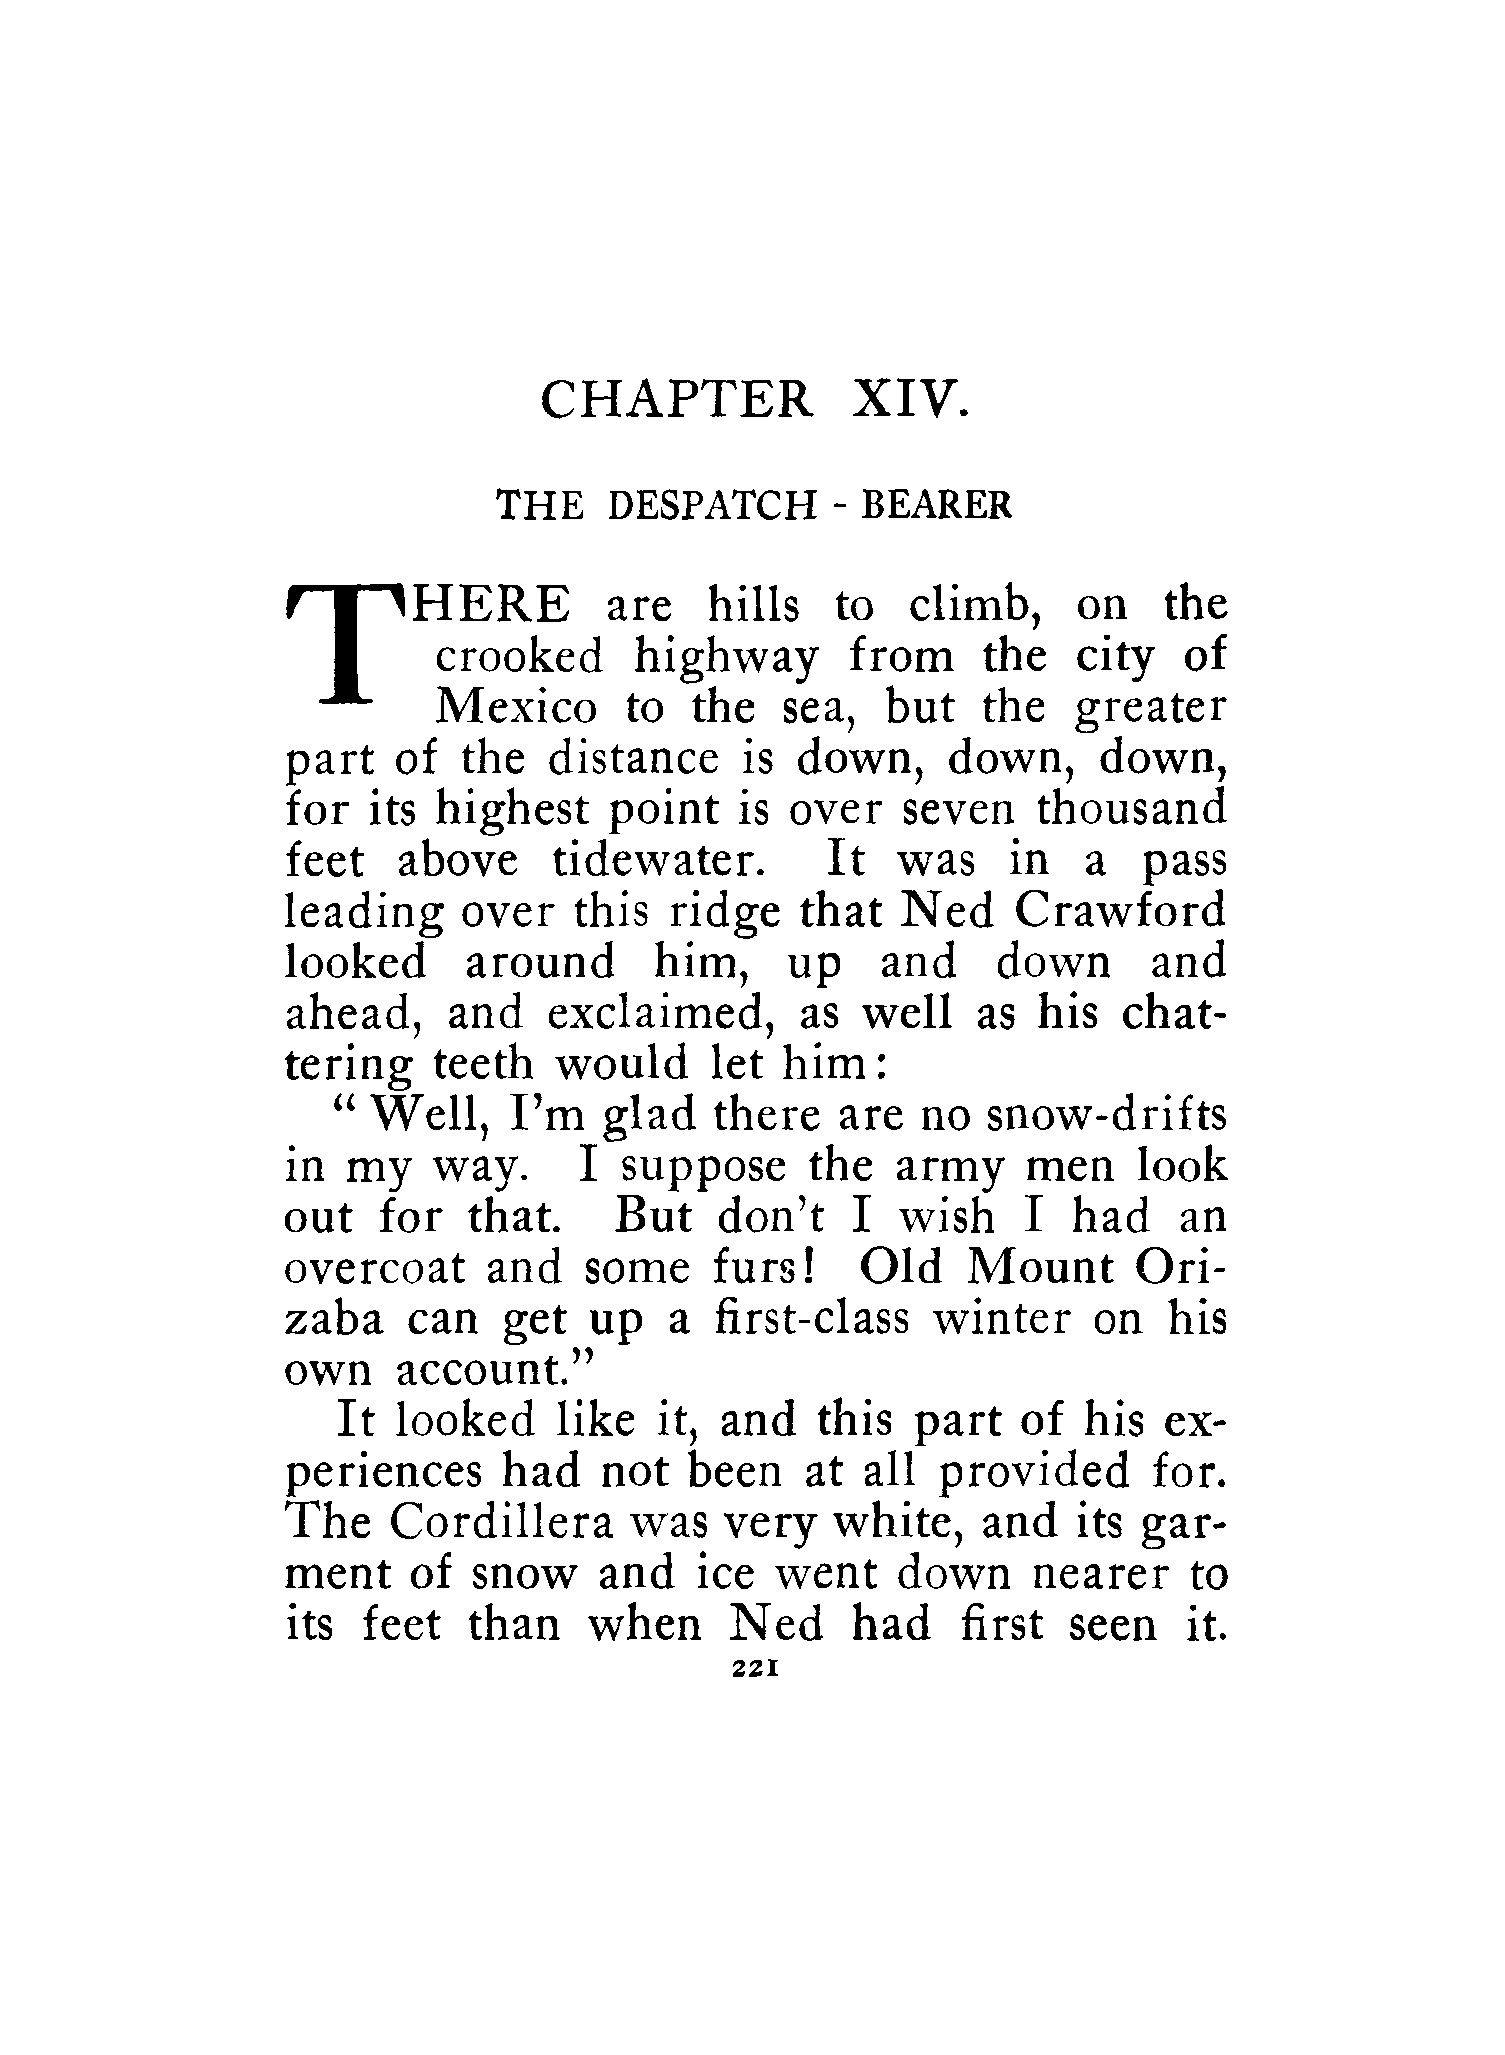 CHAPTER XIV.
THE DESPATCH - BEARER
THERE are hills to climb, on the
crooked highway from the city of
Mexico to the sea, but the greater
part of the distance is down, down, down,
for its highest point is over seven thousand
feet above tidewater. It was in a pass
leading over this ridge that Ned Crawford
looked around him, up and down and
ahead, and exclaimed, as well as his chat-
tering teeth would let him:
“Well, I’m glad there are no snow-drifts
in my way. I suppose the army men look
out for that. But don’t I wish I had an
overcoat and some furs! Old Mount Ori-
zaba can get up a first-class winter on his
own account.”
It looked like it, and this part of his ex-
periences had not been at all provided for.
The Cordillera was very white, and its gar-
ment of snow and ice went down nearer to
its feet than when Ned had first seen it.
221